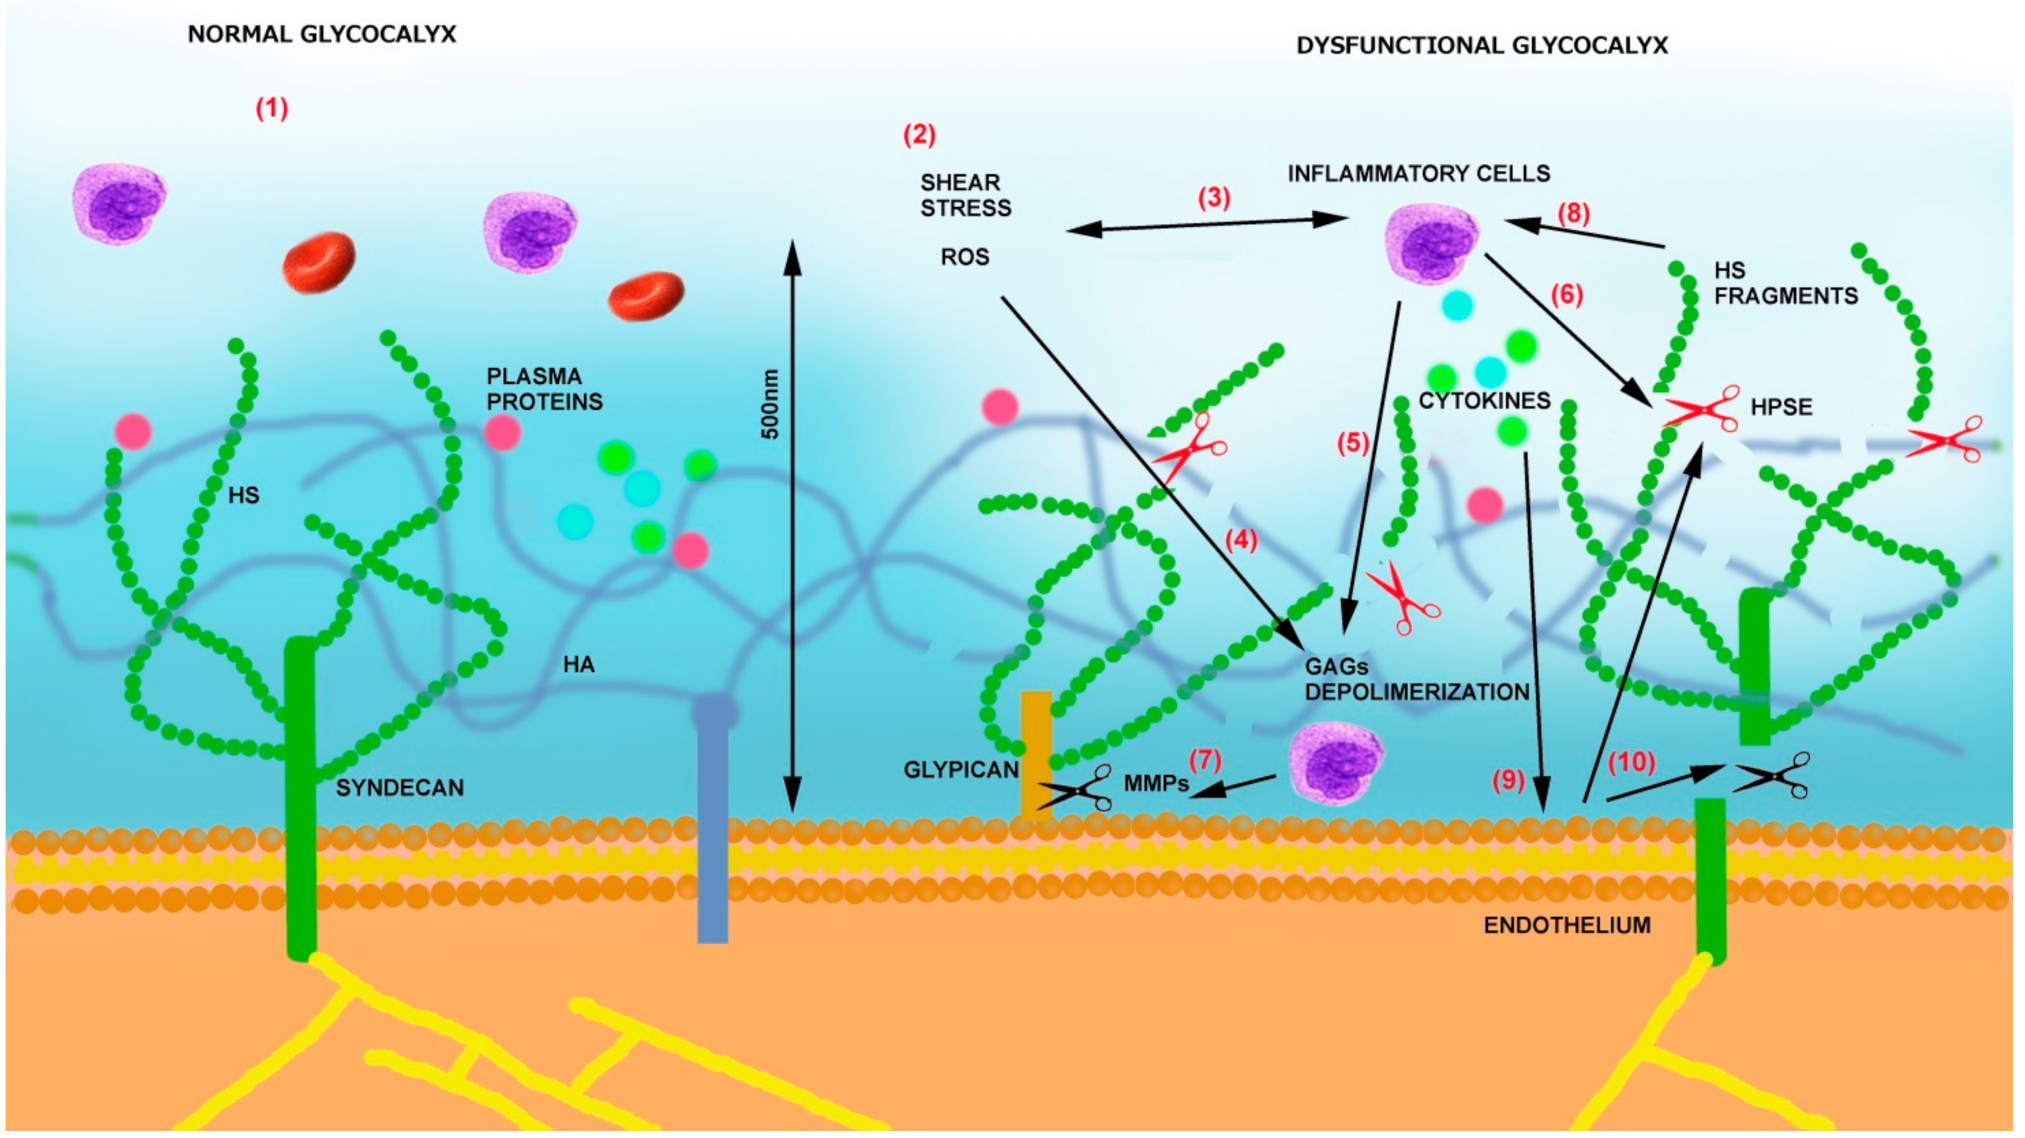 NORMAL GLYCOCALYX
DYSFUNCTIONAL GLYCOCALYX
(1)
(2)
SHEAR
STRESS
ROS
(3)
INFLAMMATORY CELLS
(8)
HS
FRAGMENTS
(6)
PLASMA
PROTEINS
500nm
CYTOKINES
HPSE
(5)
HS
(4)
HA
GAGs
DEPOLIMERIZATION
SYNDECAN
GLYPICAN
MMPs
(7)
(9)
(10)
ENDOTHELIUM